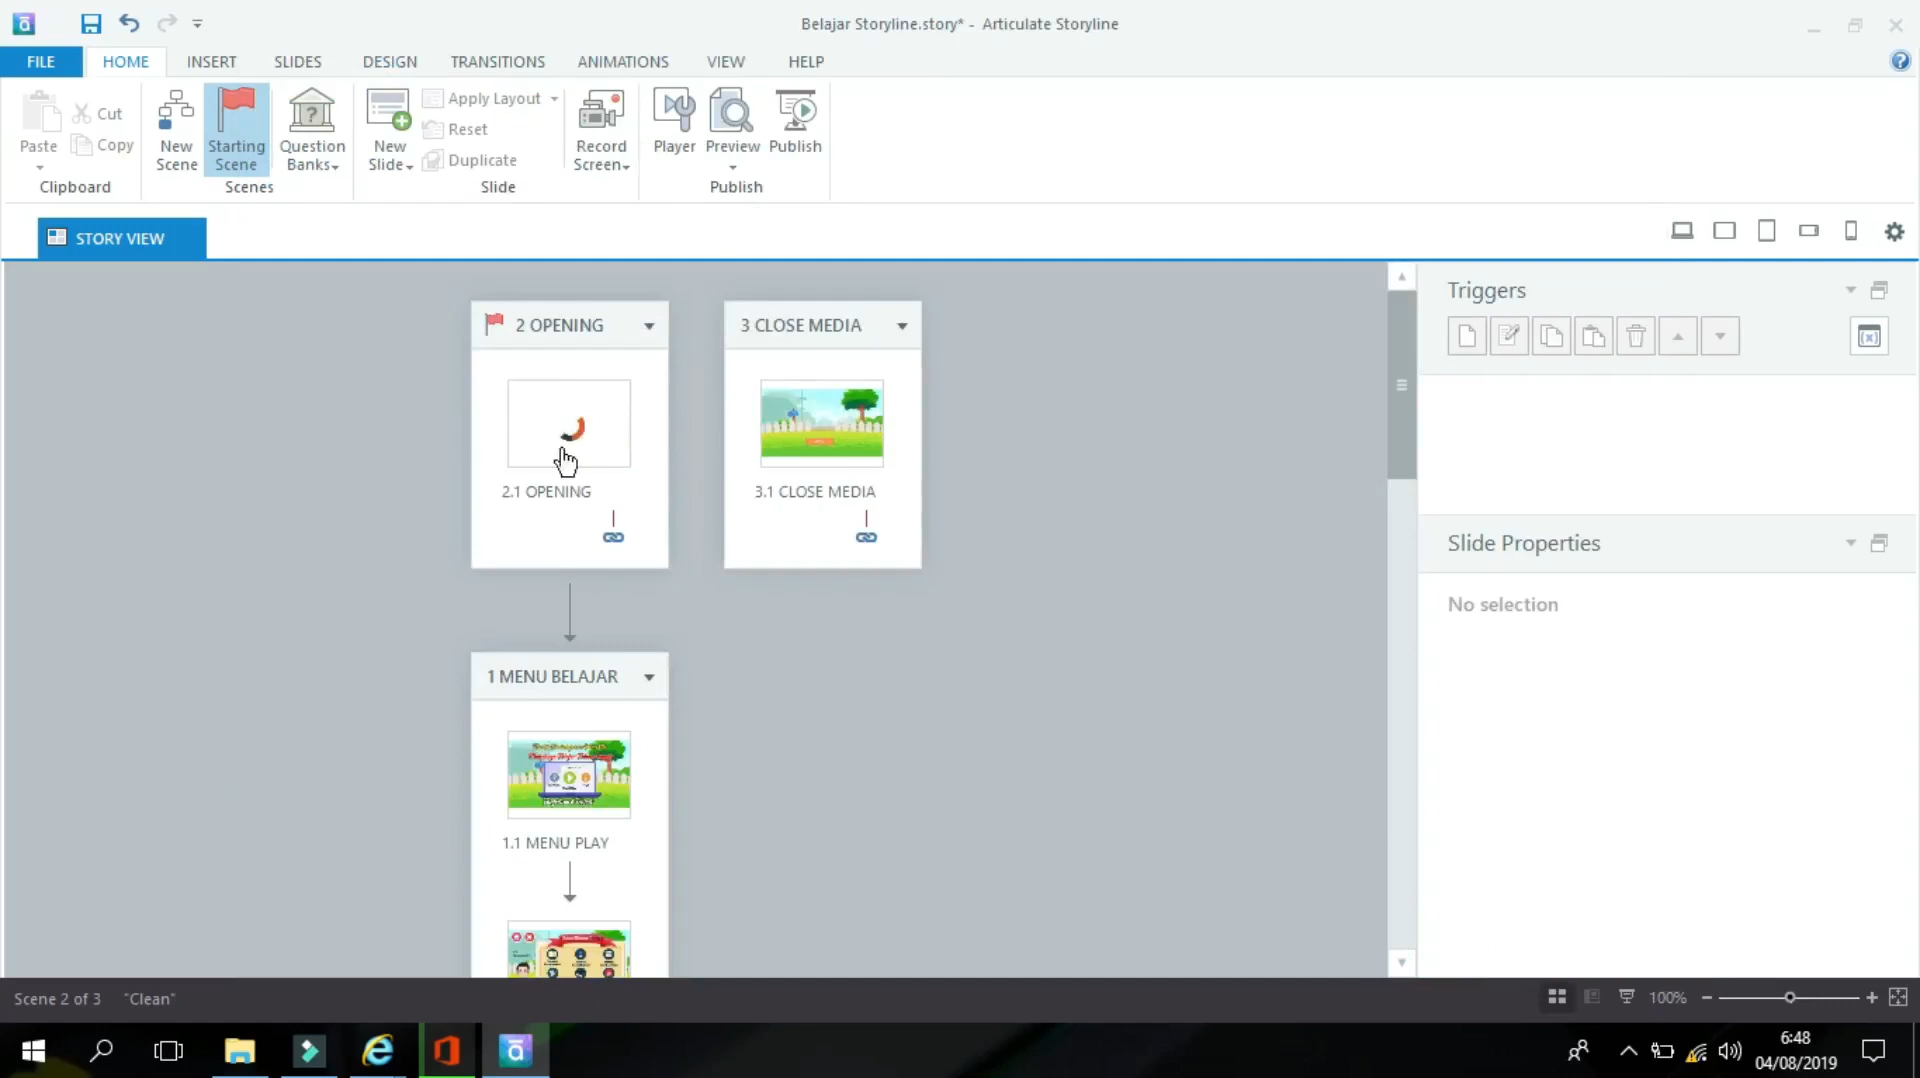 Belajar Storyline.story* - Articulate Storyline
FILE HOME INSERT SLIDES DESIGN TRANSITIONS ANIMATIONS VIEW HELP
Paste
Cut
Copy
Clipboard
New Scene
Starting Scene
Question Banks
Scenes
New Slide
Apply Layout
Reset
Duplicate
Slide
Record Screen
Player
Preview
Publish
Publish
STORY VIEW
2 OPENING
2.1 OPENING
3 CLOSE MEDIA
3.1 CLOSE MEDIA
1 MENU BELAJAR
1.1 MENU PLAY
Triggers
Slide Properties
No selection
Scene 2 of 3 "Clean"
100%
6:48
04/08/2019